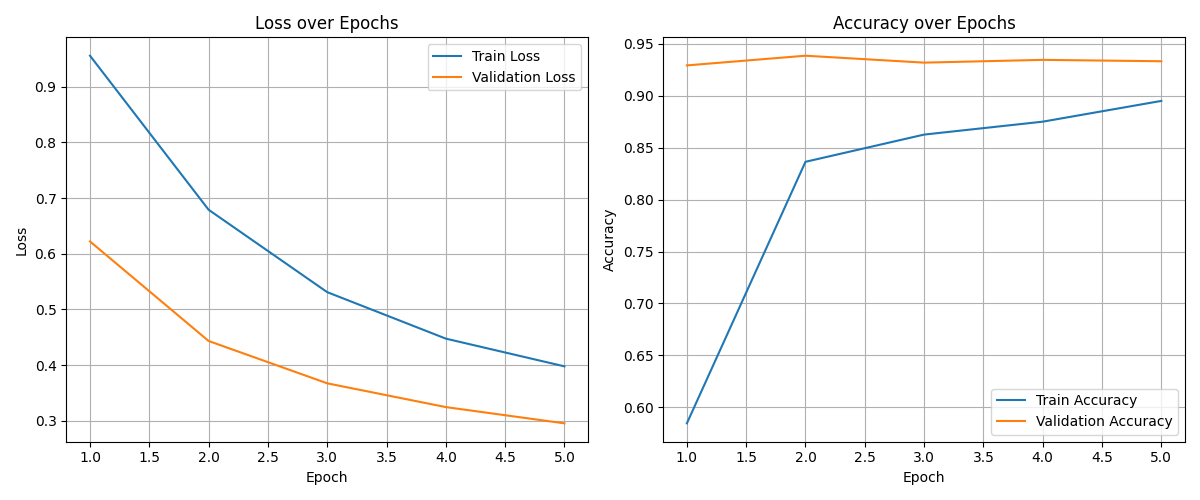 Loss over Epochs
Train Loss
Validation Loss
0.9
0.8
0.7
0.6
0.5
0.4
0.3
Loss
1.0 1.5 2.0 2.5 3.0 3.5 4.0 4.5 5.0
Epoch
Accuracy over Epochs
0.95
0.90
0.85
0.80
0.75
0.70
0.65
0.60
Accuracy
Train Accuracy
Validation Accuracy
1.0 1.5 2.0 2.5 3.0 3.5 4.0 4.5 5.0
Epoch